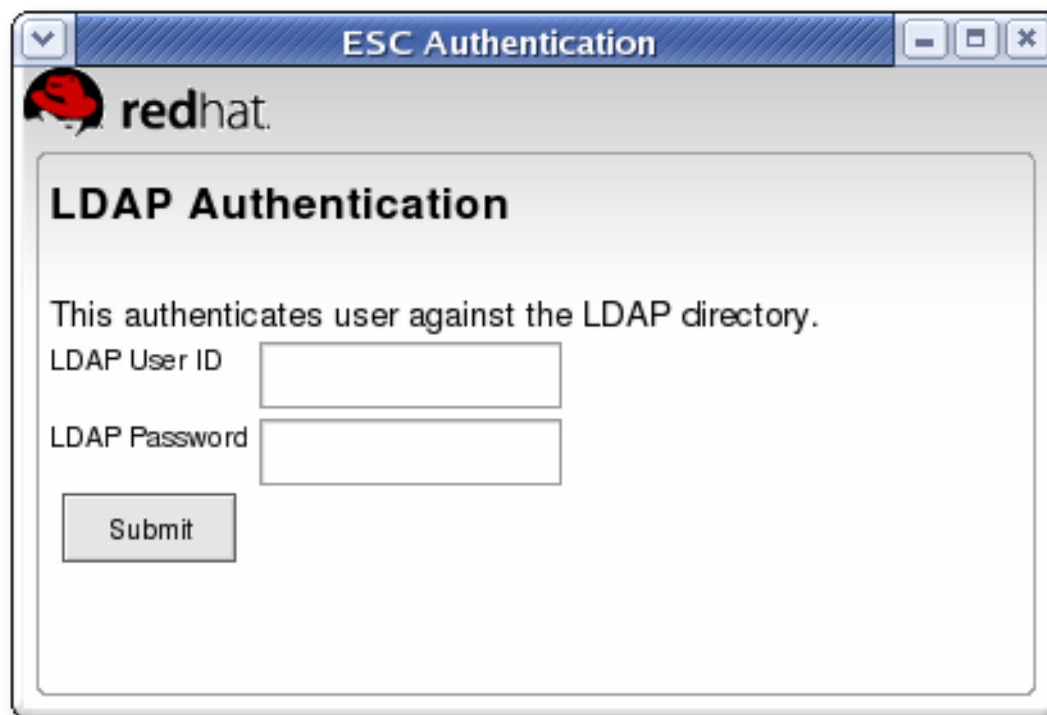 ESC Authentication
redhat.
LDAP Authentication
This authenticates user against the LDAP directory.
LDAP User ID
LDAP Password
Submit